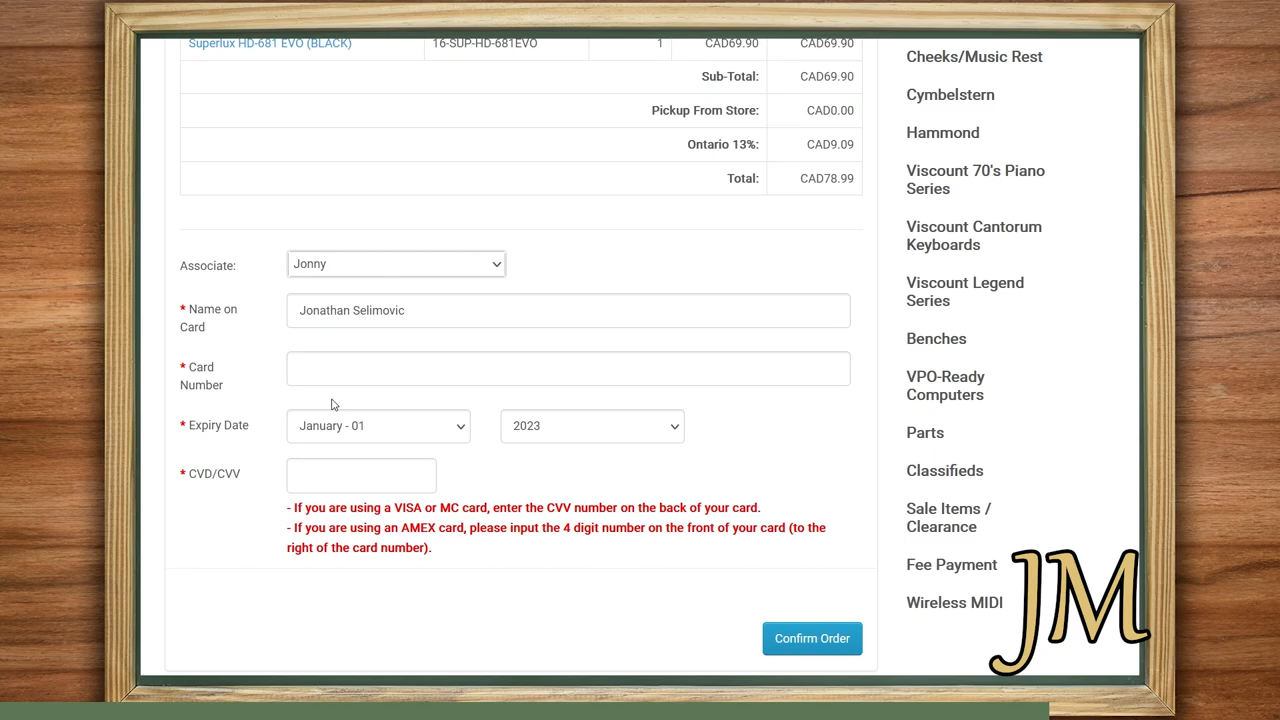 Superlux HD-681 EVO (BLACK) 16-SUP-HD-681EVO 1 CAD69.90 CAD69.90
Sub-Total: CAD69.90
Pickup From Store: CAD0.00
Ontario 13%: CAD9.09
Total: CAD78.99
Associate: Jonny
* Name on
Card
Jonathan Selimovic
* Card
Number
* Expiry Date January - 01 2023
* CVD/CVV
- If you are using a VISA or MC card, enter the CVV number on the back of your card.
- If you are using an AMEX card, please input the 4 digit number on the front of your card (to the
right of the card number).
Confirm Order
Cheeks/Music Rest
Cymbelstern
Hammond
Viscount 70's Piano
Series
Viscount Cantorum
Keyboards
Viscount Legend
Series
Benches
VPO-Ready
Computers
Parts
Classifieds
Sale Items /
Clearance
Fee Payment
Wireless MIDI
JM